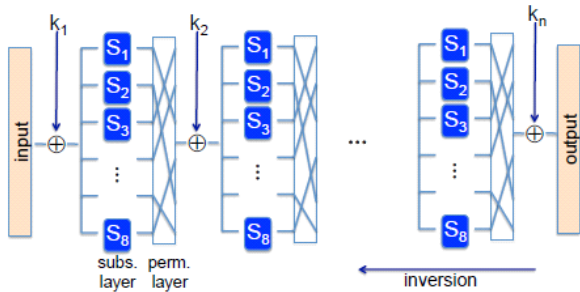 k1
k2
kn
input
S1
S2
S3
...
S8
subs.
layer
perm.
layer
S1
S2
S3
...
S8
...
S1
S2
S3
...
S8
output
inversion